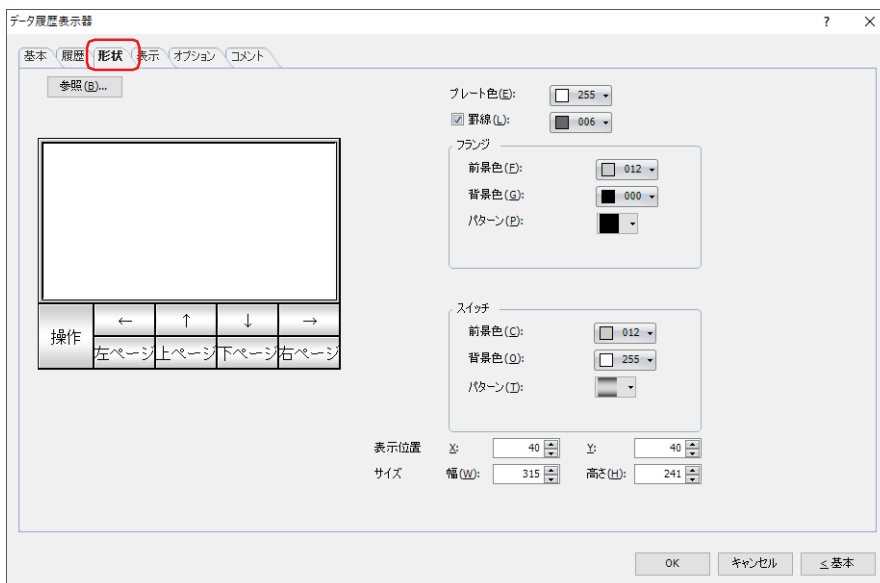 データ履歴表示器 ? ×
基本 履歴 形状 表示 オプション コメント
参照(B)...
プレート色(E): 255
罫線(L): 006
フランジ
前景色(F): 012
背景色(G): 000
パターン(P):
操作 ← ↑ ↓ →
左ページ 上ページ 下ページ 右ページ
スイッチ
前景色(C): 012
背景色(O): 255
パターン(T):
表示位置 X: 40 Y: 40
サイズ 幅(W): 315 高さ(H): 241
OK キャンセル <基本